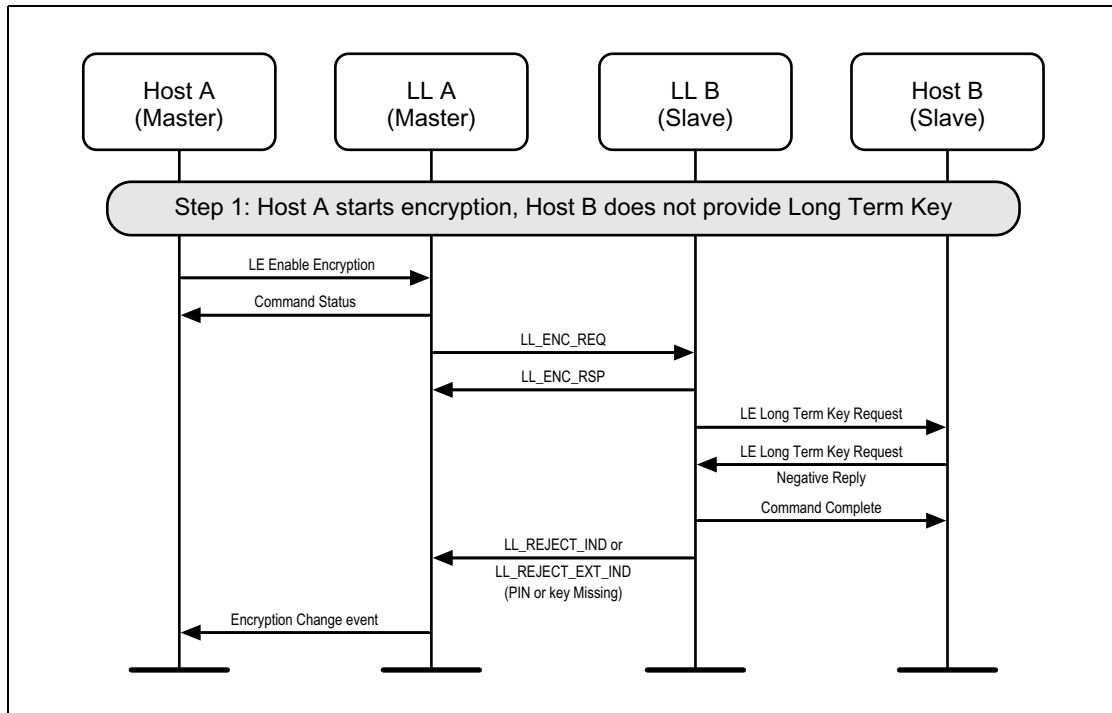 Host A
(Master)
LL A
(Master)
LL B
(Slave)
Host B
(Slave)
Step 1: Host A starts encryption, Host B does not provide Long Term Key
LE Enable Encryption
Command Status
LL_ENC_REQ
LL_ENC_RSP
LE Long Term Key Request
LE Long Term Key Request
Negative Reply
Command Complete
LL_REJECT_IND or
LL_REJECT_EXT_IND
(PIN or key Missing)
Encryption Change event